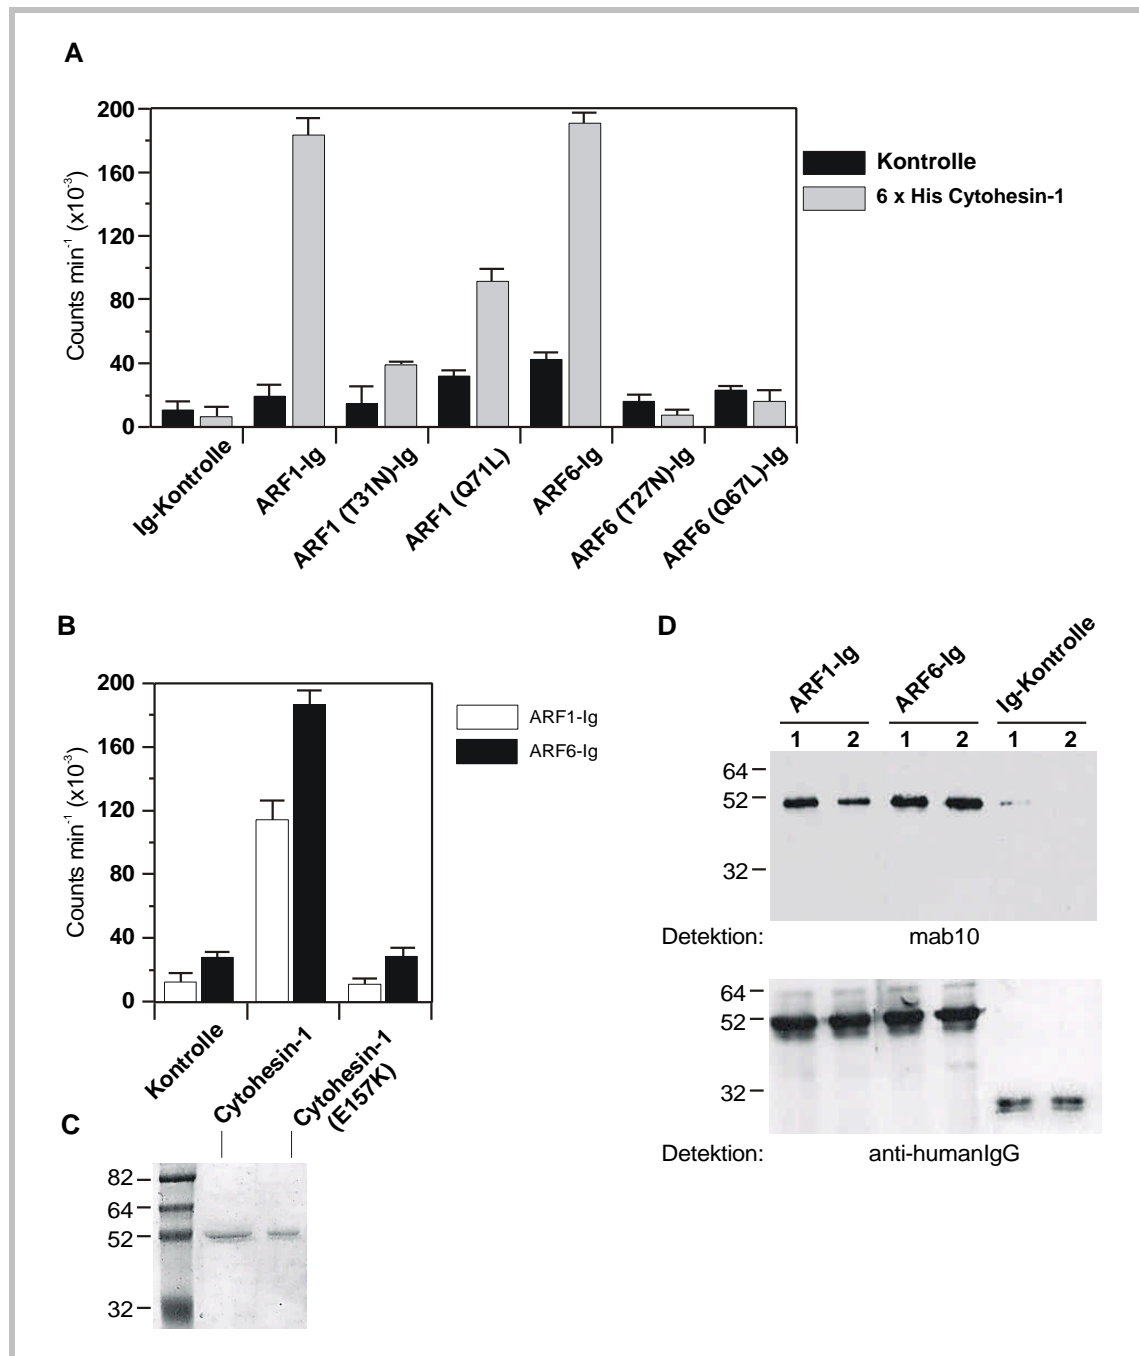 A
200
160
120
80
40
0
Counts min⁻¹ (x10⁻³)
Kontrolle
6 x His Cytohesin-1
Ig-Kontrolle
ARF1-Ig
ARF1 (T31N)-Ig
ARF1 (Q71L)
ARF6-Ig
ARF6 (T27N)-Ig
ARF6 (Q67L)-Ig
B
200
160
120
80
40
0
Counts min⁻¹ (x10⁻³)
ARF1-Ig
ARF6-Ig
Kontrolle
Cytohesin-1
Cytohesin-1
(E157K)
C
82
64
52
32
D
ARF1-Ig
ARF6-Ig
Ig-Kontrolle
1 2 1 2 1 2
64
52
32
Detektion: mab10
64
52
32
Detektion: anti-humanIgG